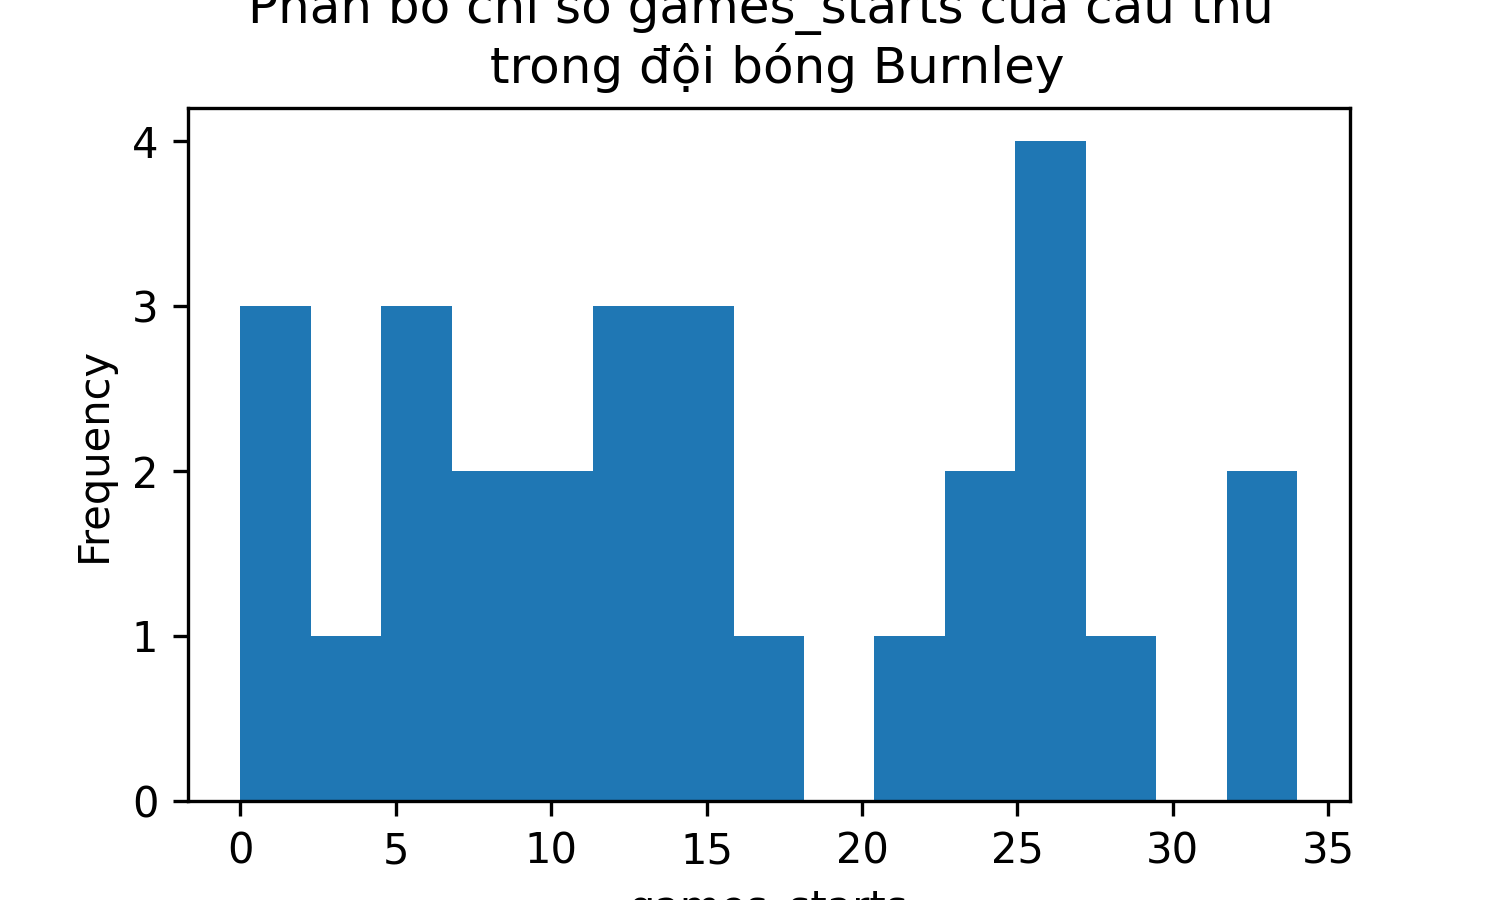 Phân bố chỉ số games_starts của cầu thủ
trong đội bóng Burnley
4
3
2
1
0
Frequency
0 5 10 15 20 25 30 35
games_starts